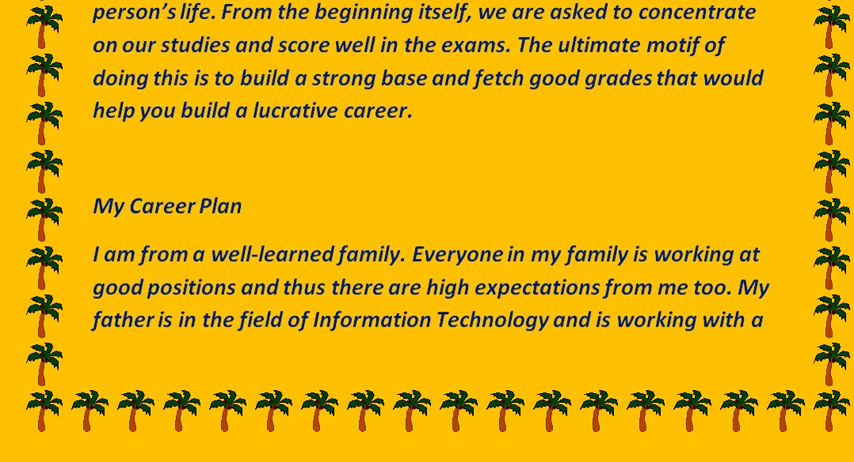 person's life. From the beginning itself, we are asked to concentrate
on our studies and score well in the exams. The ultimate motif of
doing this is to build a strong base and fetch good grades that would
help you build a lucrative career.
My Career Plan
I am from a well-learned family. Everyone in my family is working at
good positions and thus there are high expectations from me too. My
father is in the field of Information Technology and is working with a